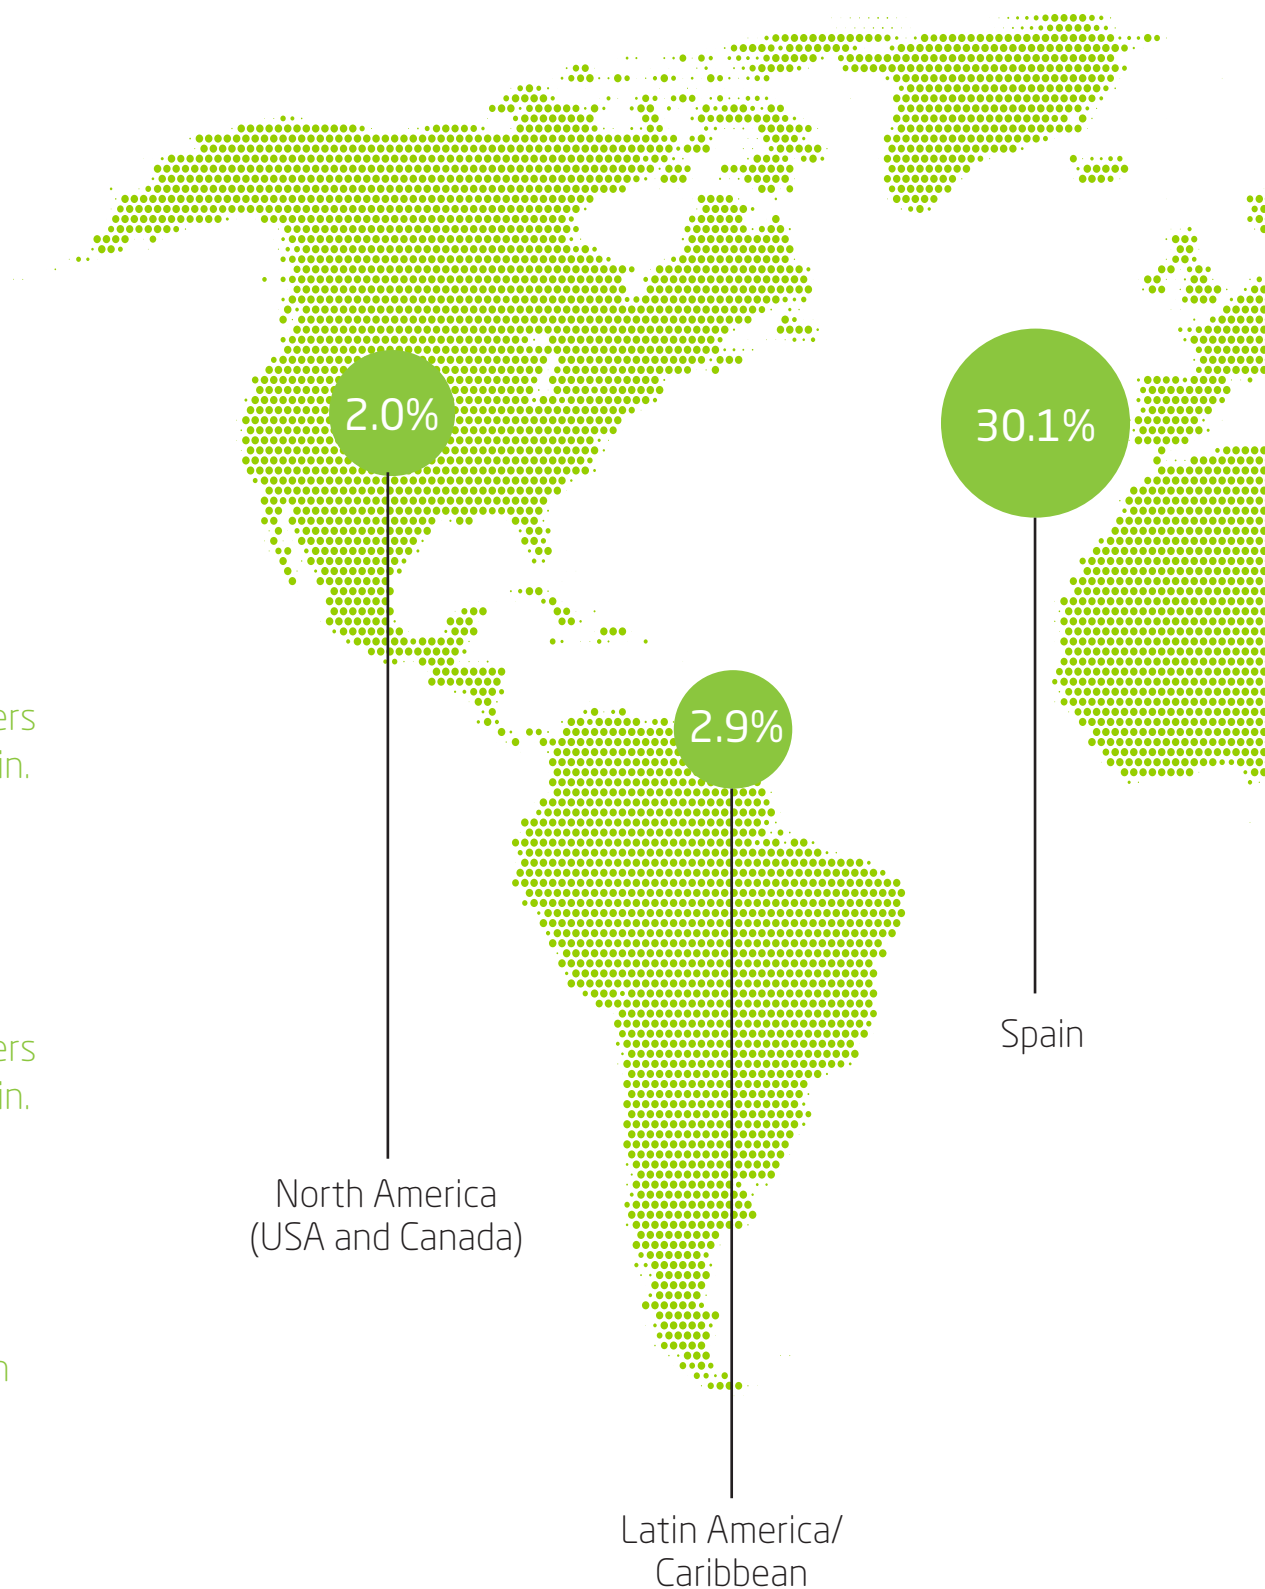 2.0%
30.1%
2.9%
Spain
North America
(USA and Canada)
Latin America/
Caribbean